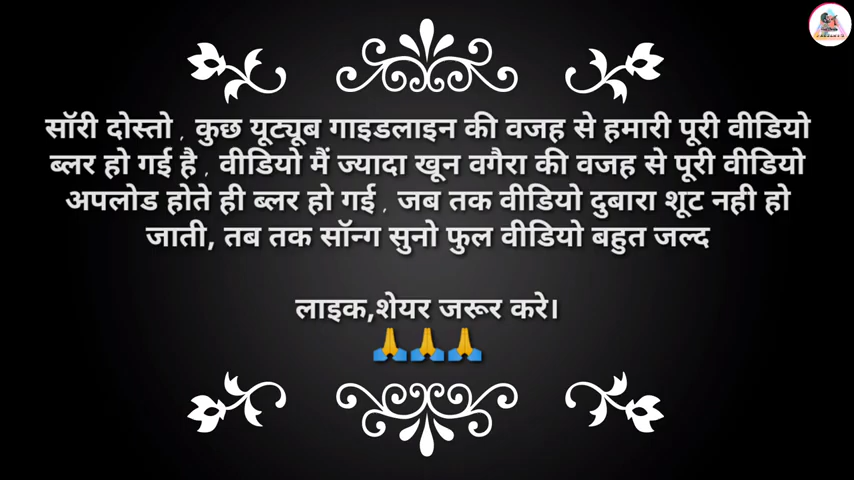 सॉरी दोस्तो , कुछ यूट्यूब गाइडलाइन की वजह से हमारी पूरी वीडियो
ब्लर हो गई है , वीडियो मैं ज्यादा खून वगैरा की वजह से पूरी वीडियो
अपलोड होते ही ब्लर हो गई , जब तक वीडियो दुबारा शूट नही हो
जाती, तब तक सॉन्ग सुनो फुल वीडियो बहुत जल्द
लाइक,शेयर जरूर करे।
🙏🙏🙏